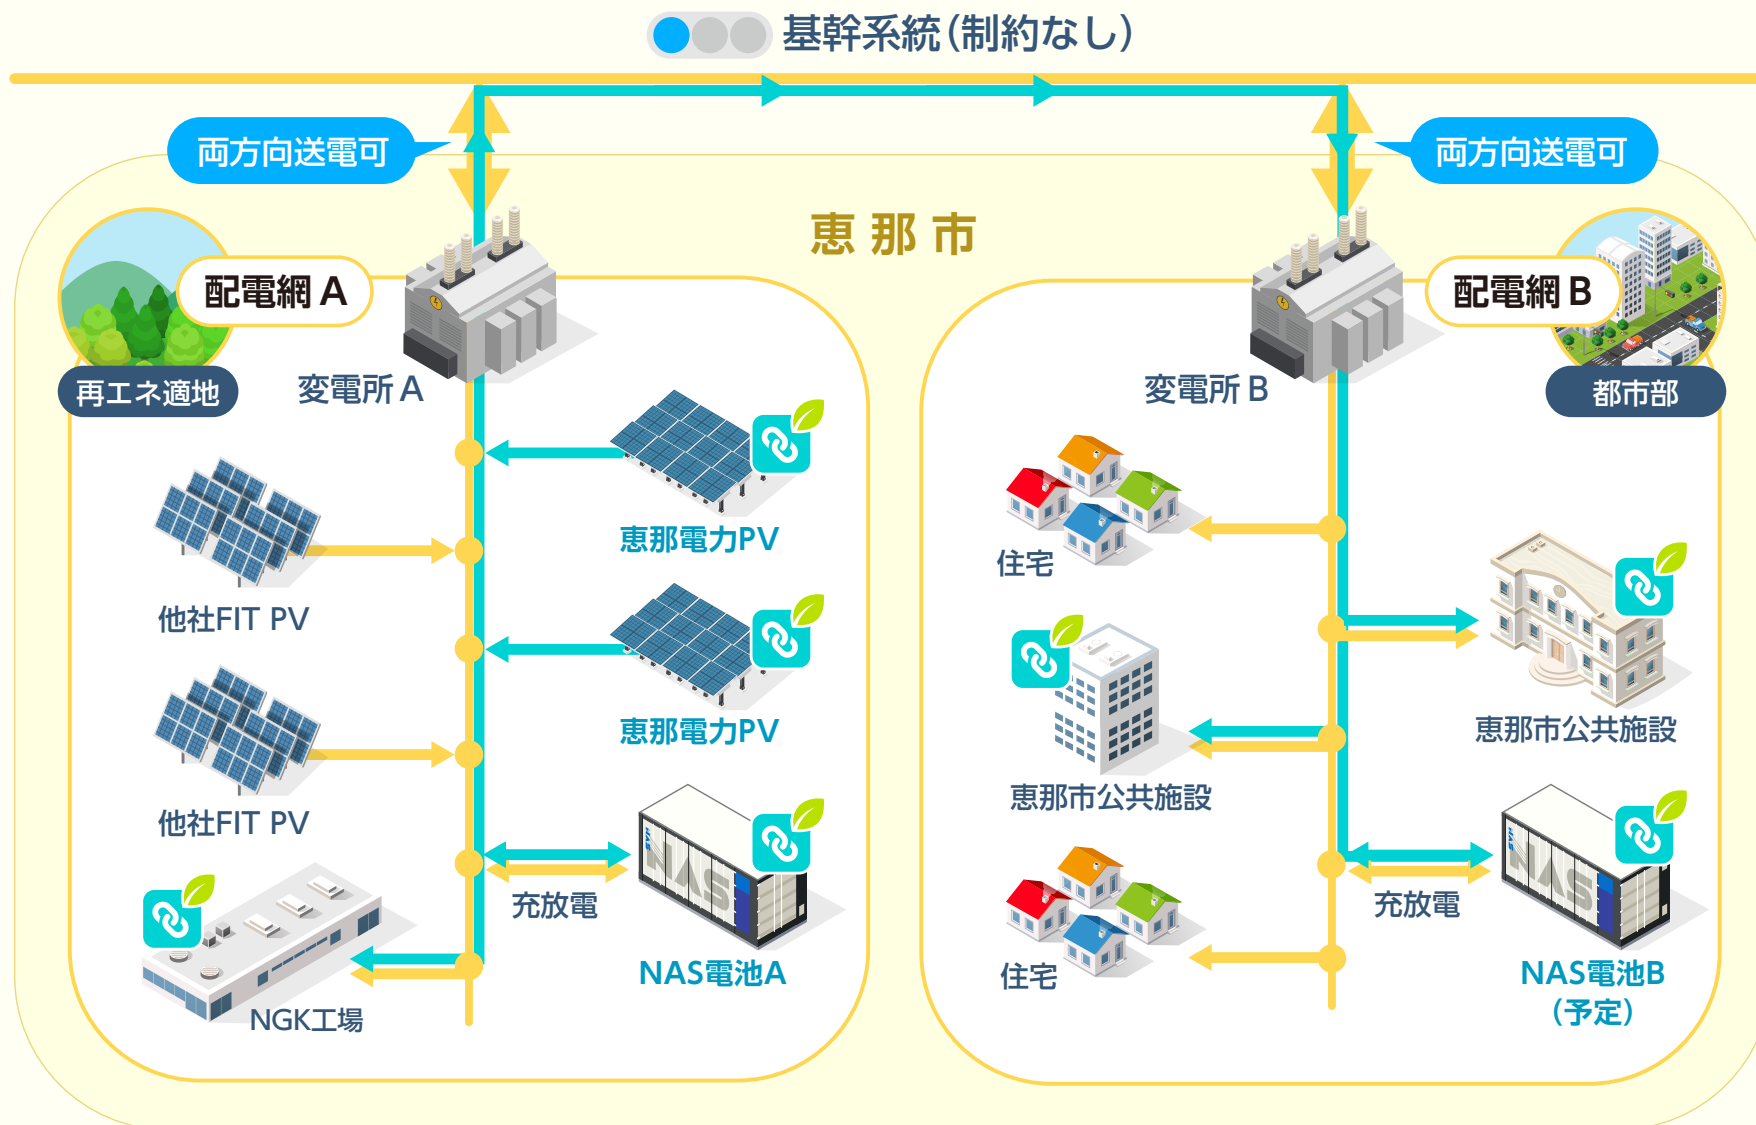 基幹系統(制約なし)
両方向送電可
両方向送電可
恵那市
配電網 A
配電網 B
再エネ適地
変電所 A
変電所 B
都市部
恵那電力PV
住宅
他社FIT PV
恵那電力PV
恵那市公共施設
恵那市公共施設
他社FIT PV
NAS
NAS
NAS
NAS
充放電
充放電
NAS電池A
住宅
NAS電池B
(予定)
NGK工場